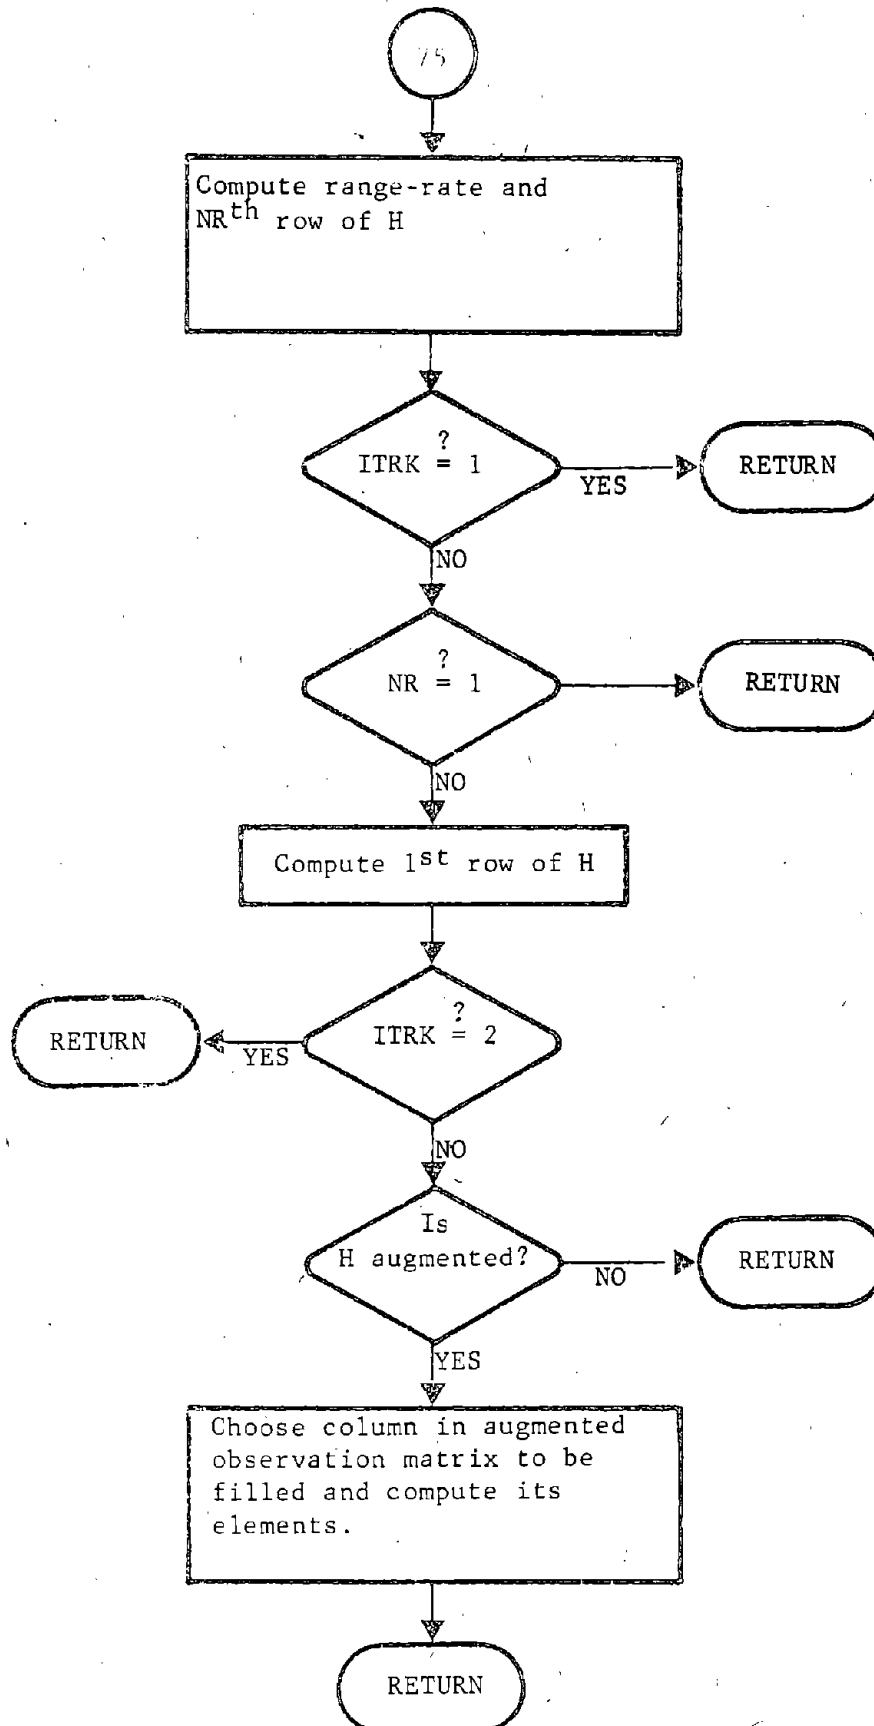 75
Compute range-rate and
NRth row of H
?
ITRK = 1
YES
RETURN
NO
?
NR = 1
RETURN
NO
Compute 1st row of H
?
ITRK = 2
YES
RETURN
NO
Is
H augmented?
NO
RETURN
YES
Choose column in augmented
observation matrix to be
filled and compute its
elements.
RETURN